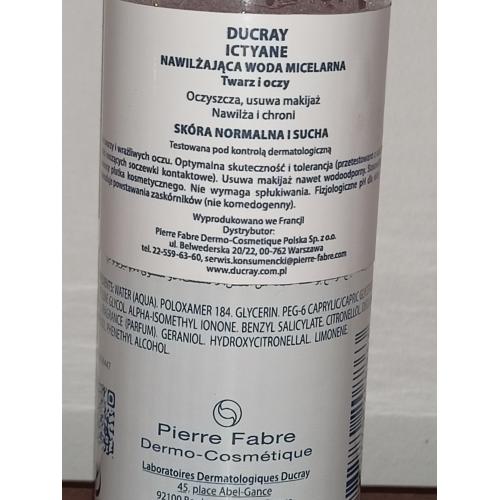 DUCRAY
ICTYANE
NAWILŻAJĄCA WODA MICELARNA
Twarz i oczy
Oczyszcza, usuwa makijaż
Nawilża i chroni
SKÓRA NORMALNA I SUCHA
Testowana pod kontrolą dermatologiczną
i wrażliwych oczu. Optymalna skuteczność i tolerancja (przetestowana
soczewki kontaktowe). Usuwa makijaż nawet wodoodporny.
płatka kosmetycznego. Nie wymaga spłukiwania. Fizjologiczne pH dla
powstawania zaskórników (nie komedogenny).
Wyprodukowano we Francji
Dystrybutor:
Pierre Fabre Dermo-Cosmetique Polska Sp. z o.o.
ul. Belwederska 20/22, 00-762 Warszawa
tel. 22-559-63-60, serwis.konsumencki@pierre-fabre.com
www.ducray.com.pl
WATER (AQUA). POLOXAMER 184. GLYCERIN. PEG-6 CAPRYLIC/CAPRIC
GLYCOL. ALPHA-ISOMETHYL IONONE. BENZYL SALICYLATE. CITRONELLOL.
(PARFUM). GERANIOL. HYDROXYCITRONELLAL. LIMONENE.
PHENETHYL ALCOHOL.
Pierre Fabre
Dermo-Cosmétique
Laboratoires Dermatologiques Ducray
45, place Abel-Gance
92100